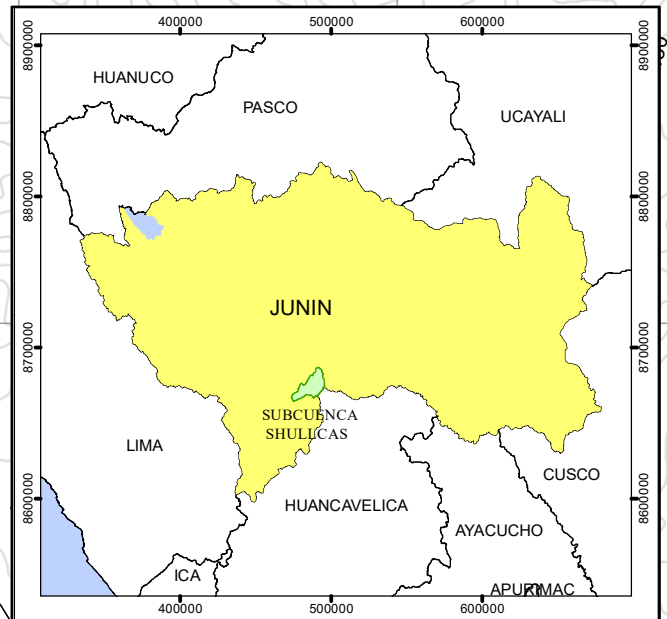 400000
500000
600000
8900000
8900000
HUANUCO
PASCO
UCAYALI
8800000
8800000
JUNIN
8700000
8700000
SUBCUENCA
SHULLCAS
LIMA
CUSCO
8600000
8600000
HUANCAVELICA
AYACUCHO
ICA
APURIMAC
400000
500000
600000